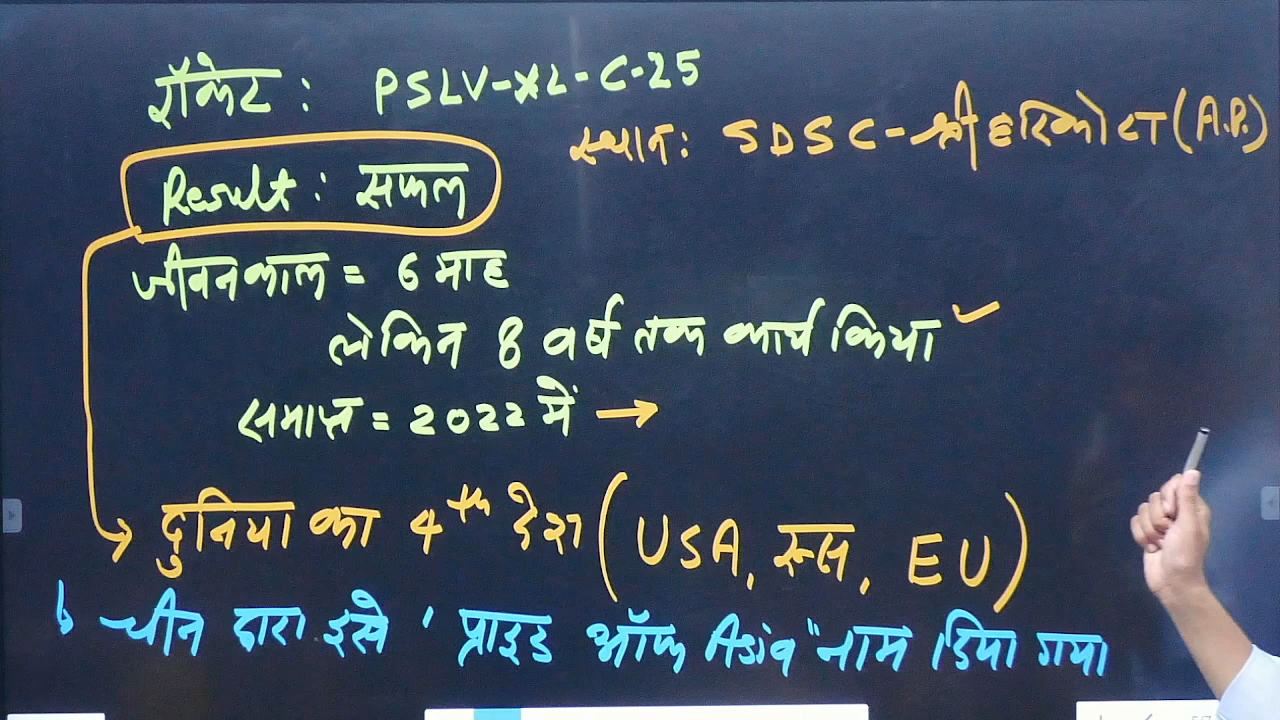 रॉकेट : PSLV-XL-C-25
स्थान: SDSC-श्रीहरिकोटा (A.P.)
Result : सफल
जीवनकाल = 6 माह
लेकिन 8 वर्ष तक कार्य किया ✓
समाप्त = 2022 में →
दुनिया का 4th देश (USA, रूस, EU)
चीन द्वारा इसे ' प्राइड ऑफ Asia" नाम दिया गया